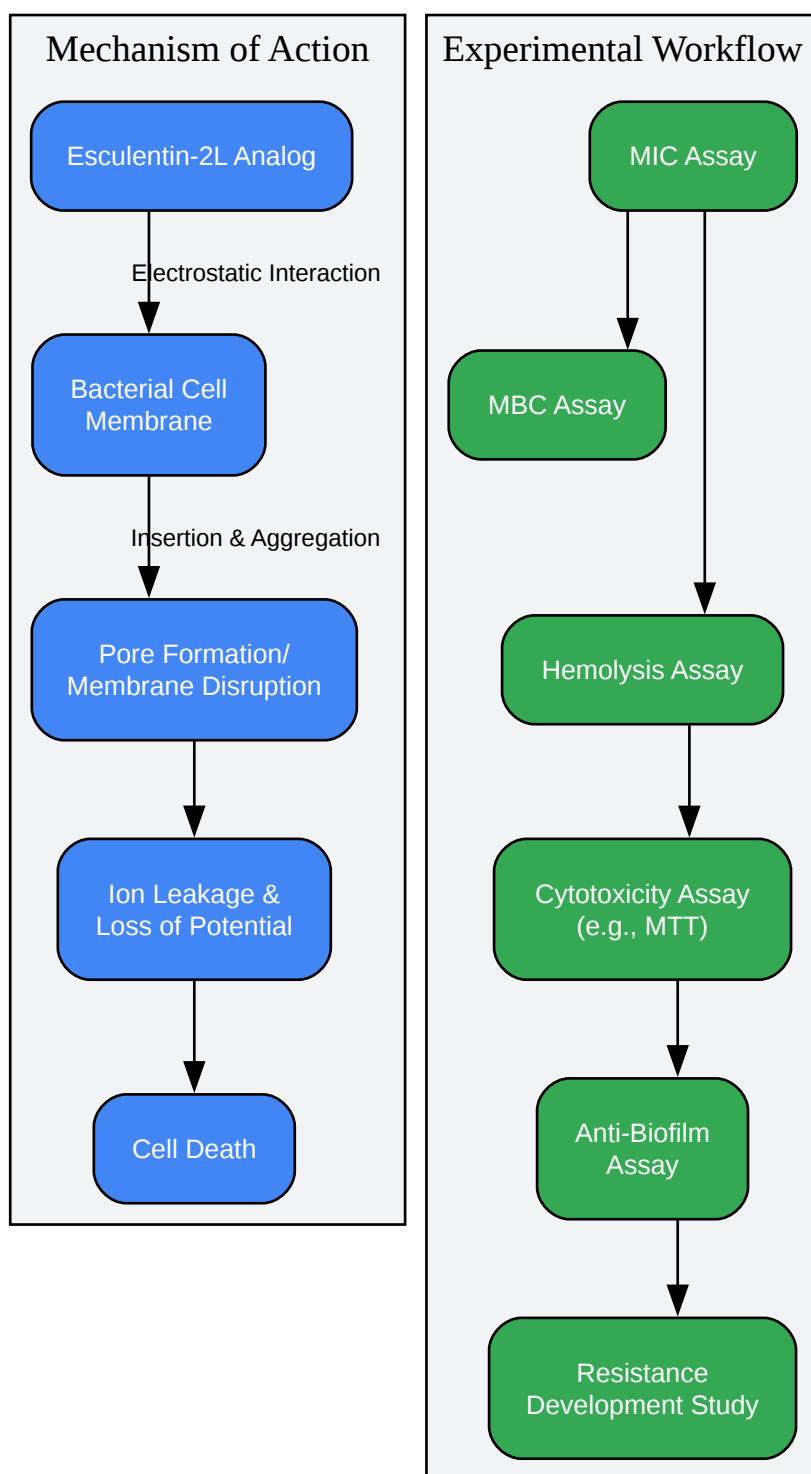 Mechanism of Action
Esculentin-2L Analog
Electrostatic Interaction
Bacterial Cell
Membrane
Insertion & Aggregation
Pore Formation/
Membrane Disruption
Ion Leakage &
Loss of Potential
Cell Death
Experimental Workflow
MIC Assay
MBC Assay
Hemolysis Assay
Cytotoxicity Assay
(e.g., MTT)
Anti-Biofilm
Assay
Resistance
Development Study